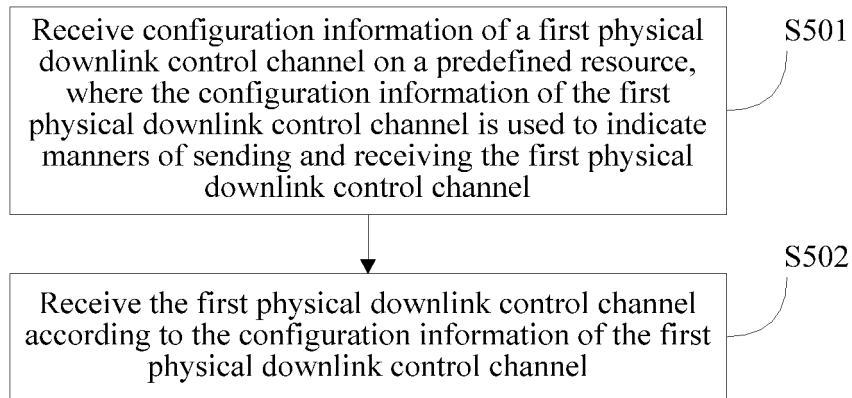 Receive configuration information of a first physical
downlink control channel on a predefined resource,
where the configuration information of the first
physical downlink control channel is used to indicate
manners of sending and receiving the first physical
downlink control channel
S501
Receive the first physical downlink control channel
according to the configuration information of the first
physical downlink control channel
S502